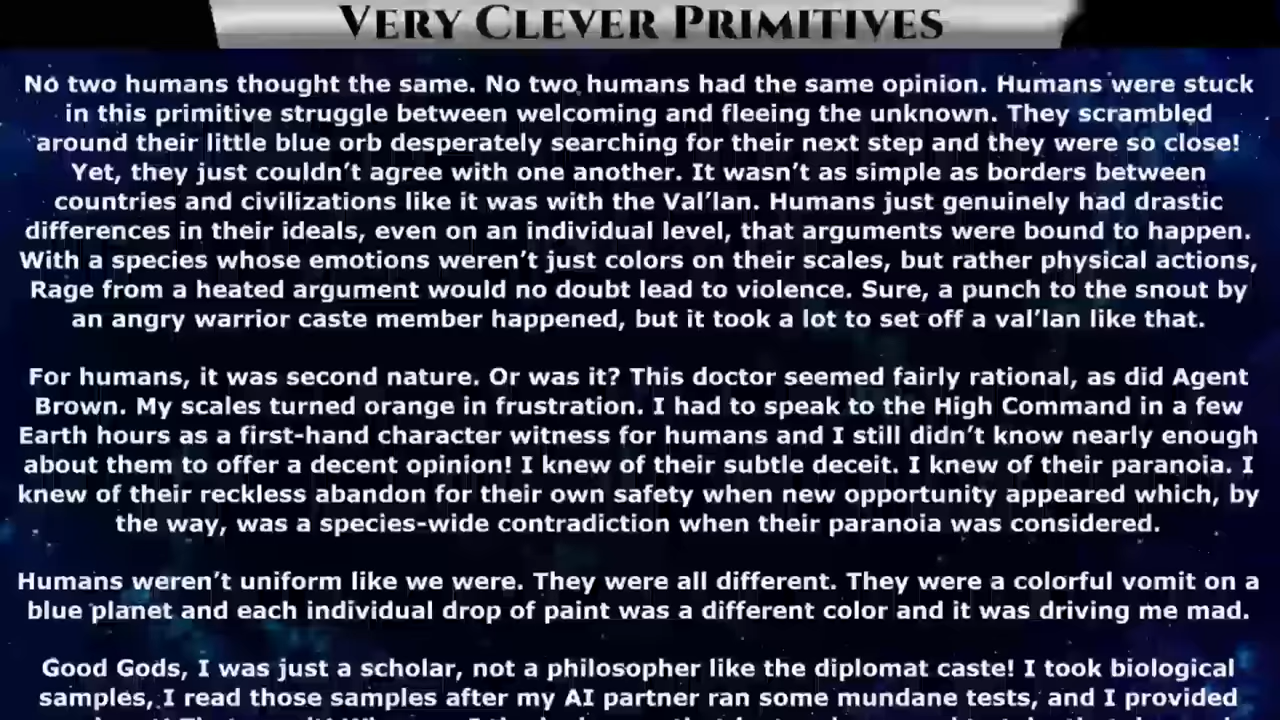 Very Clever Primitives
No two humans thought the same. No two humans had the same opinion. Humans were stuck
in this primitive struggle between welcoming and fleeing the unknown. They scrambled
around their little blue orb desperately searching for their next step and they were so close!
Yet, they just couldn't agree with one another. It wasn't as simple as borders between
countries and civilizations like it was with the Val'lan. Humans just genuinely had drastic
differences in their ideals, even on an individual level, that arguments were bound to happen.
With a species whose emotions weren't just colors on their scales, but rather physical actions,
Rage from a heated argument would no doubt lead to violence. Sure, a punch to the snout by
an angry warrior caste member happened, but it took a lot to set off a val'lan like that.
For humans, it was second nature. Or was it? This doctor seemed fairly rational, as did Agent
Brown. My scales turned orange in frustration. I had to speak to the High Command in a few
Earth hours as a first-hand character witness for humans and I still didn't know nearly enough
about them to offer a decent opinion! I knew of their subtle deceit. I knew of their paranoia. I
knew of their reckless abandon for their own safety when new opportunity appeared which, by
the way, was a species-wide contradiction when their paranoia was considered.
Humans weren't uniform like we were. They were all different. They were a colorful vomit on a
blue planet and each individual drop of paint was a different color and it was driving me mad.
Good Gods, I was just a scholar, not a philosopher like the diplomat caste! I took biological
samples, I read those samples after my AI partner ran some mundane tests, and I provided